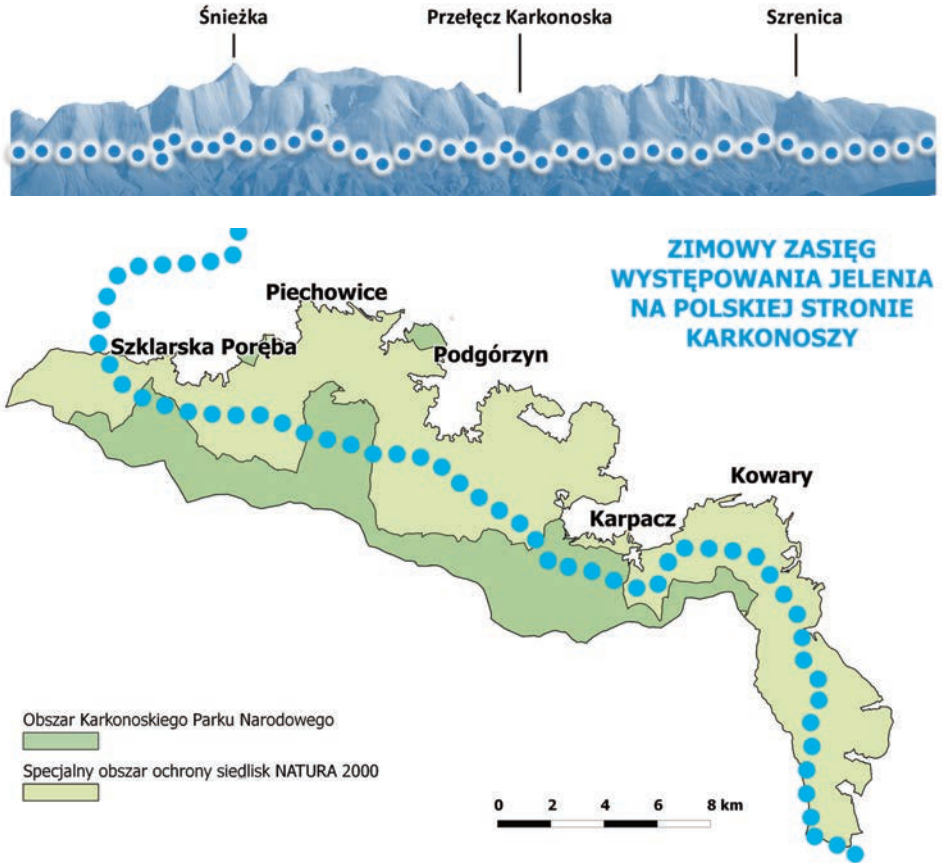 Śnieżka
Przełęcz Karkonoska
Szrenica
ZIMOWY ZASIĘG
WYSTĘPOWANIA JELENIA
NA POLSKIEJ STRONIE
KARKONOSZY
Piechowice
Szklarska Poręba
Podgórzyn
Kowary
Karpacz
Obszar Karkonoskiego Parku Narodowego
Specjalny obszar ochrony siedlisk NATURA 2000
0 2 4 6 8 km